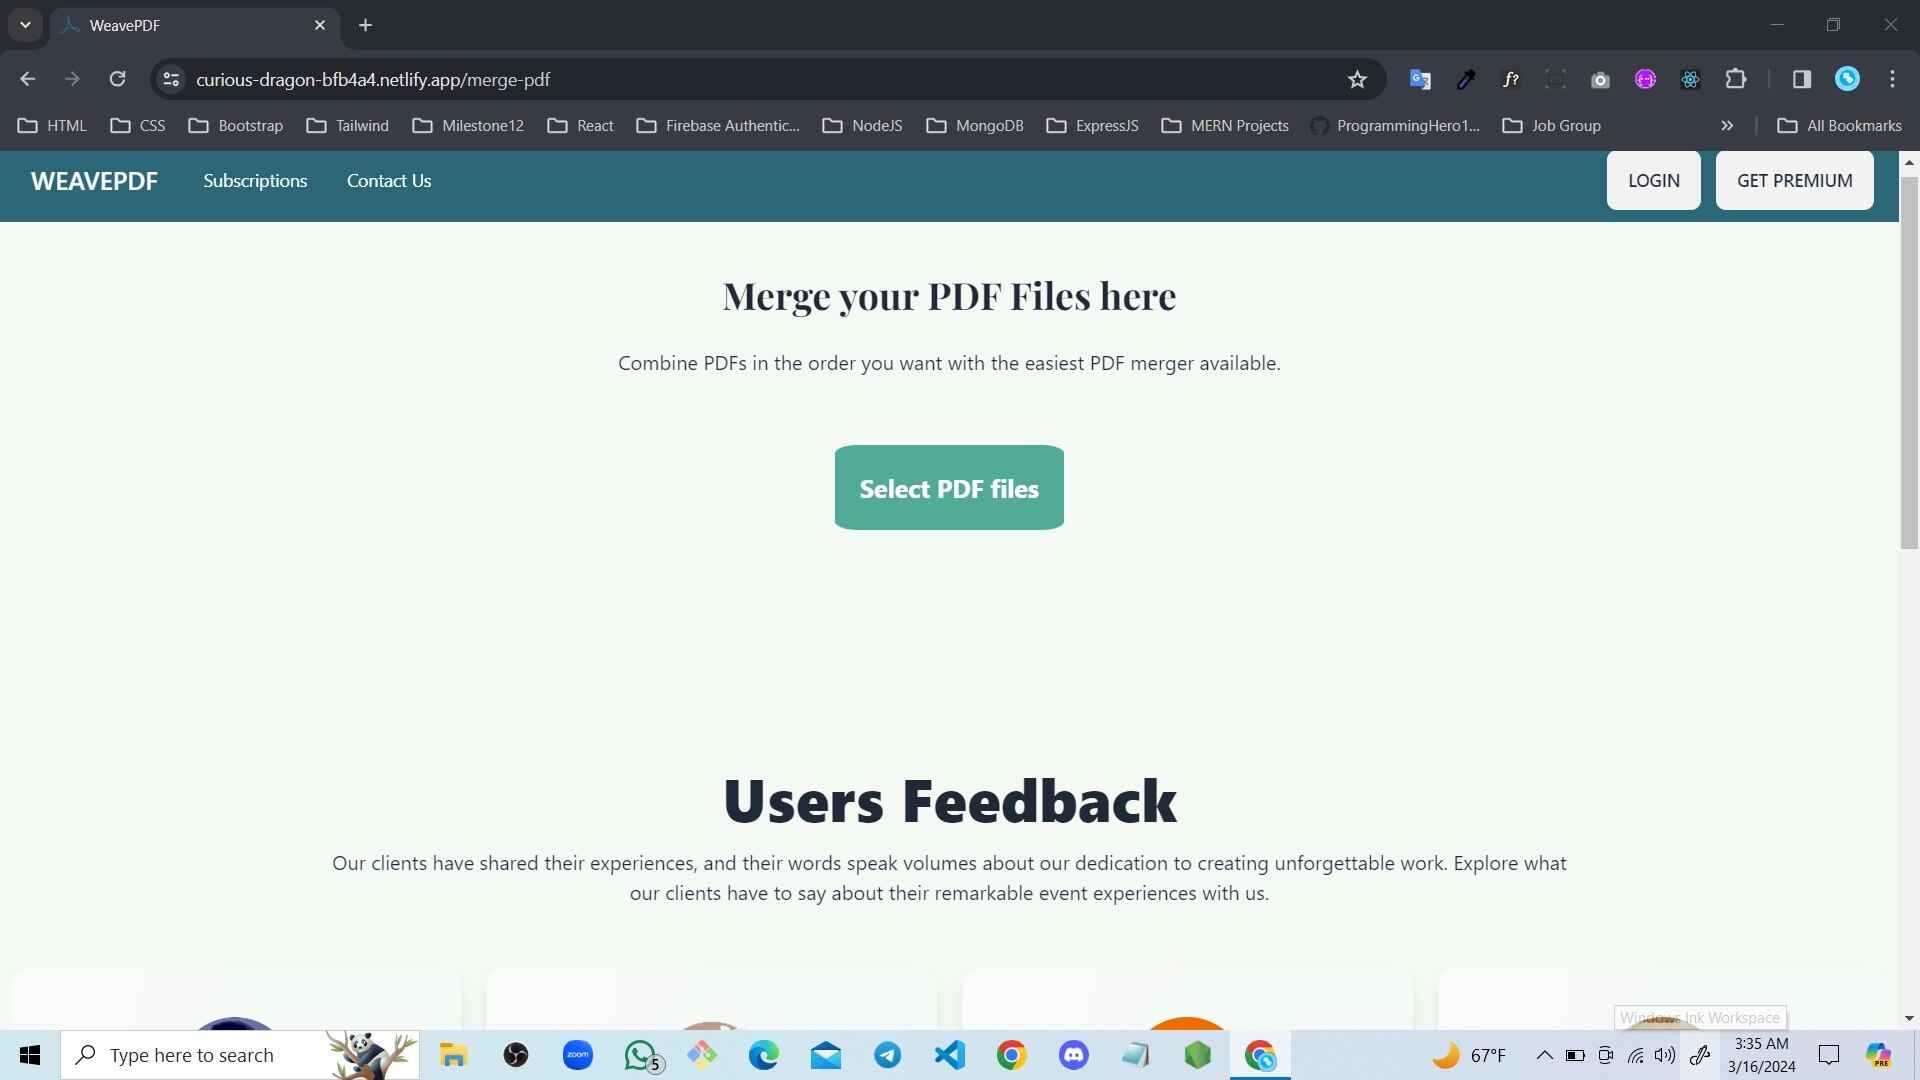 WeavePDF
curious-dragon-bfb4a4.netlify.app/merge-pdf
f?
HTML CSS Bootstrap Tailwind Milestone12 React Firebase Authentic... NodeJS MongoDB ExpressJS MERN Projects ProgrammingHero1... Job Group » All Bookmarks
WEAVEPDF Subscriptions Contact Us LOGIN GET PREMIUM
Merge your PDF Files here
Combine PDFs in the order you want with the easiest PDF merger available.
Select PDF files
Users Feedback
Our clients have shared their experiences, and their words speak volumes about our dedication to creating unforgettable work. Explore what
our clients have to say about their remarkable event experiences with us.
Windows Ink Workspace
Type here to search zoom 5 67°F 3:35 AM
3/16/2024
PRE